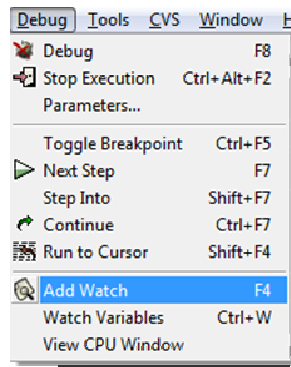 Debug Tools CVS Window H
Debug F8
Stop Execution Ctrl+Alt+F2
Parameters...
Toggle Breakpoint Ctrl+F5
Next Step F7
Step Into Shift+F7
Continue Ctrl+F7
Run to Cursor Shift+F4
Add Watch F4
Watch Variables Ctrl+W
View CPU Window